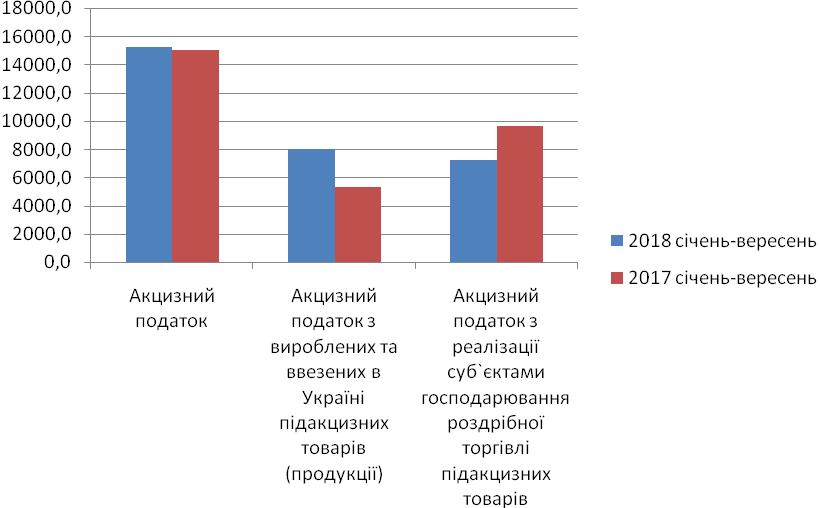 18000,0
16000,0
14000,0
12000,0
10000,0
8000,0
6000,0
4000,0
2000,0
0,0
Акцизний
податок
Акцизний
податок з
вироблених та
ввезених в
Україні
підакцизних
товарів
(продукції)
Акцизний
податок з
реалізації
суб`єктами
господарювання
роздрібної
торгівлі
підакцизних
товарів
2018 січень-вересень
2017 січень-вересень